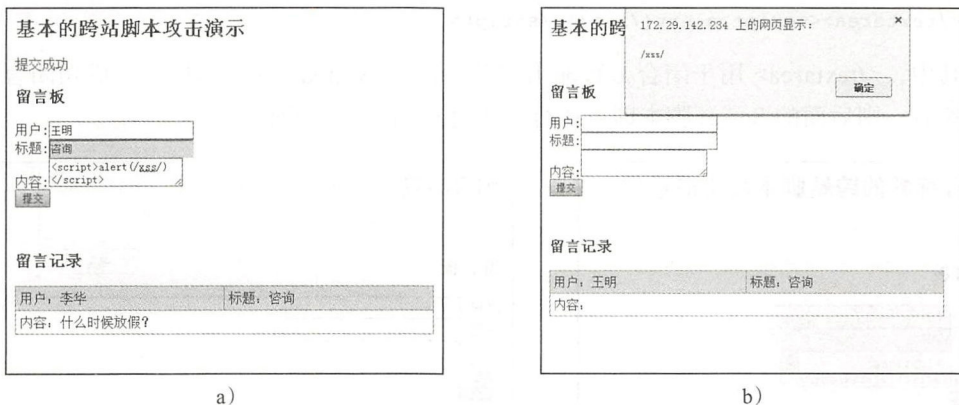 基本的跨站脚本攻击演示
提交成功
留言板
用户:王明
标题:咨询
<script>alert(/xss/)
内容:</script>
提交
留言记录
用户：李华 标题：咨询
内容：什么时候放假？
a）
基本的跨
172.29.142.234 上的网页显示：
×
/xss/
确定
留言板
用户:
标题:
内容:
提交
留言记录
用户：王明 标题：咨询
内容：
b）